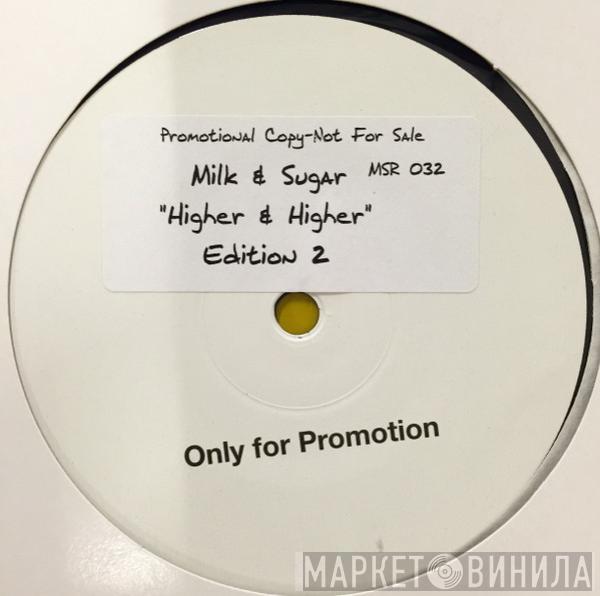 Promotional Copy-Not For Sale
Milk & Sugar MSR 032
"Higher & Higher"
Edition 2
Only for Promotion
МАРКЕТ ВИНИЛА